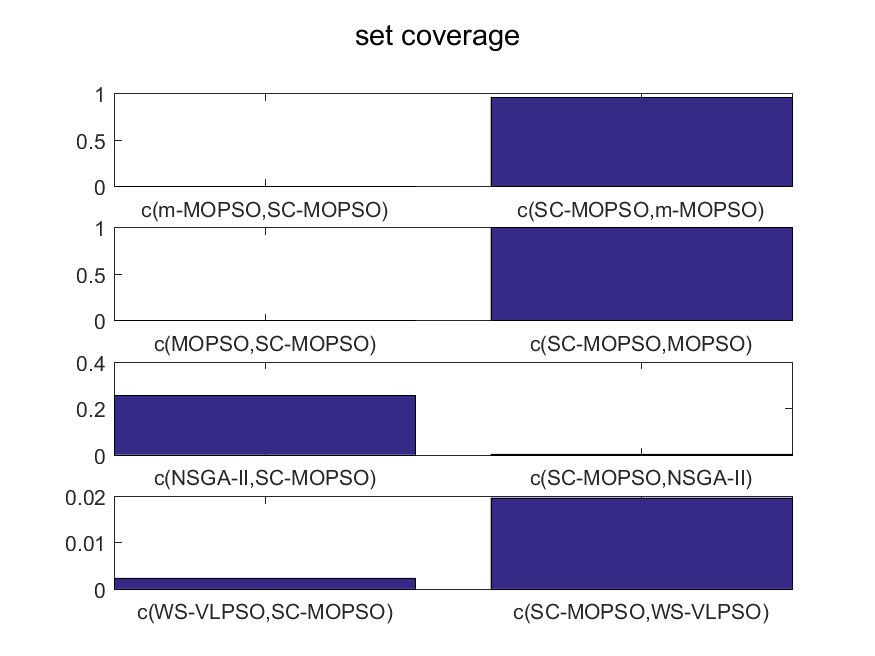 set coverage
1
0.5
0
c(m-MOPSO,SC-MOPSO) c(SC-MOPSO,m-MOPSO)
1
0.5
0
c(MOPSO,SC-MOPSO) c(SC-MOPSO,MOPSO)
0.4
0.2
0
c(NSGA-II,SC-MOPSO) c(SC-MOPSO,NSGA-II)
0.02
0.01
0
c(WS-VLPSO,SC-MOPSO) c(SC-MOPSO,WS-VLPSO)